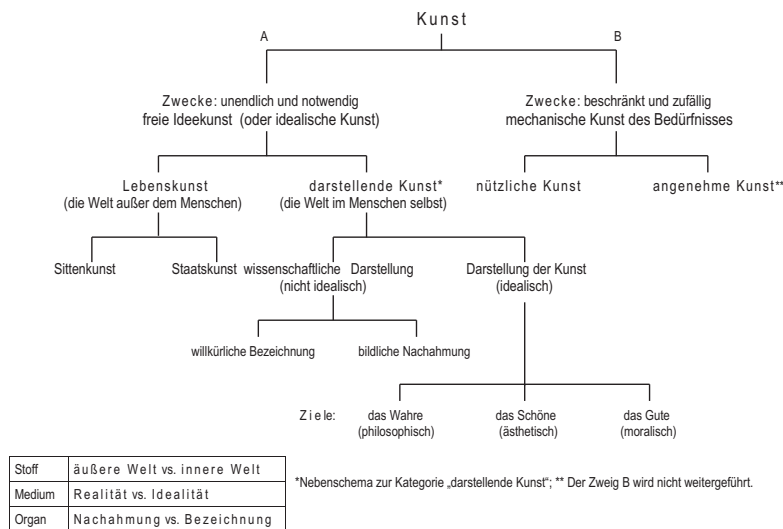 Kunst
A
B
Zwecke: unendlich und notwendig
freie Ideekunst (oder idealische Kunst)
Zwecke: beschränkt und zufällig
mechanische Kunst des Bedürfnisses
Lebenskunst
(die Welt außer dem Menschen)
darstellende Kunst*
(die Welt im Menschen selbst)
nützliche Kunst
angenehme Kunst**
Sittenkunst
Staatskunst
wissenschaftliche Darstellung
(nicht idealisch)
Darstellung der Kunst
(idealisch)
willkürliche Bezeichnung
bildliche Nachahmung
Ziele:
das Wahre
(philosophisch)
das Schöne
(ästhetisch)
das Gute
(moralisch)
Stoff äußere Welt vs. innere Welt
Medium Realität vs. Idealität
Organ Nachahmung vs. Bezeichnung
*Nebenschema zur Kategorie „darstellende Kunst“; ** Der Zweig B wird nicht weitergeführt.